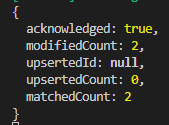 {
  acknowledged: true,
  modifiedCount: 2,
  upsertedId: null,
  upsertedCount: 0,
  matchedCount: 2
}